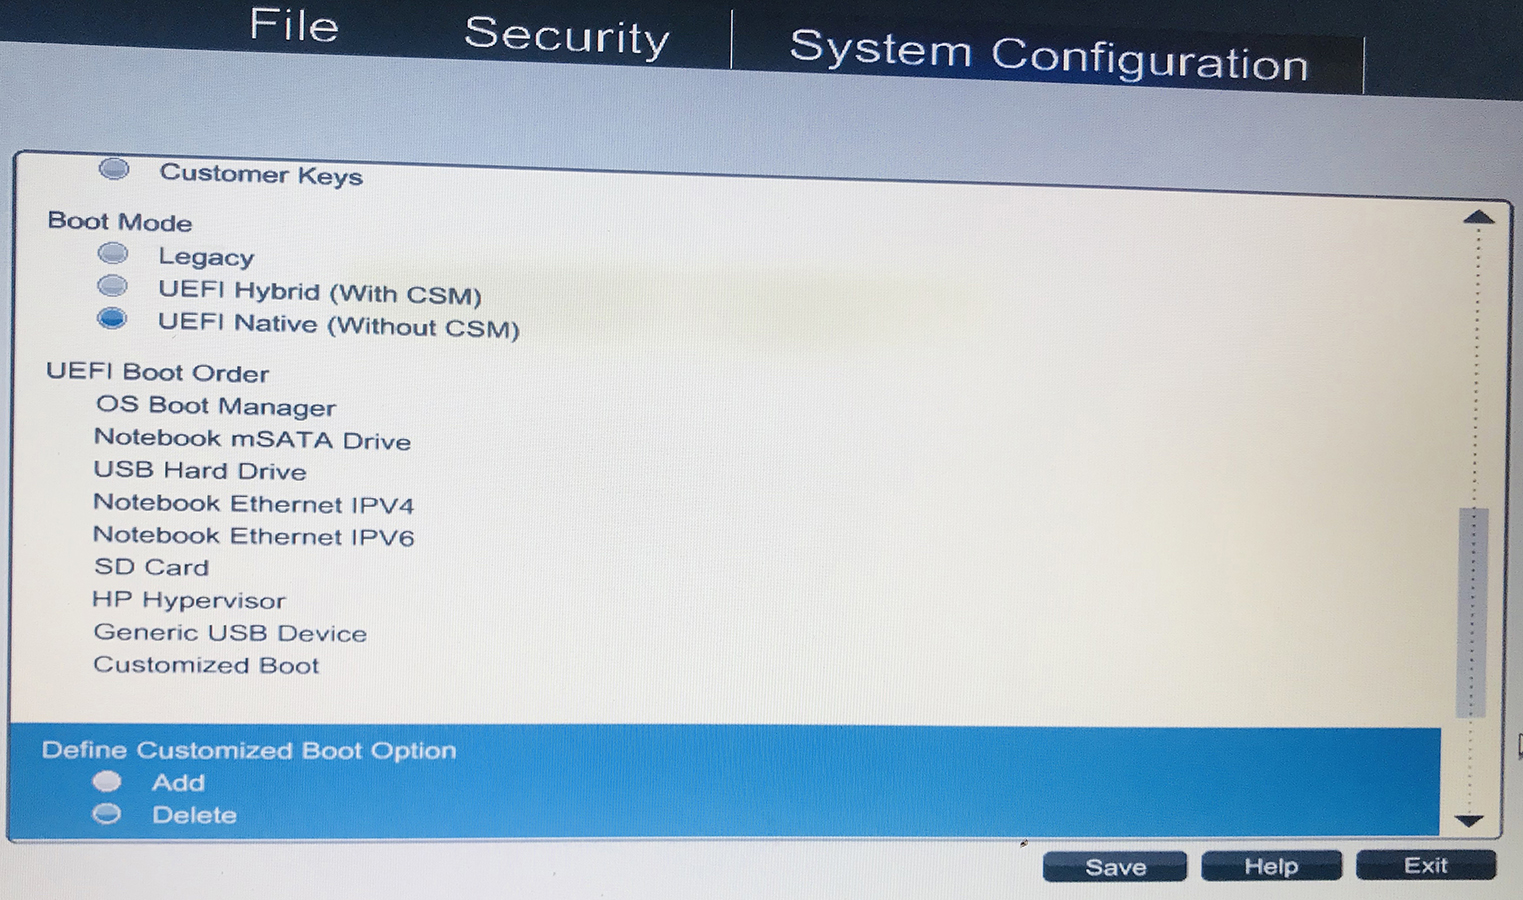 File Security System Configuration
Customer Keys
Boot Mode
Legacy
UEFI Hybrid (With CSM)
UEFI Native (Without CSM)
UEFI Boot Order
OS Boot Manager
Notebook mSATA Drive
USB Hard Drive
Notebook Ethernet IPV4
Notebook Ethernet IPV6
SD Card
HP Hypervisor
Generic USB Device
Customized Boot
Define Customized Boot Option
Add
Delete
Save Help Exit